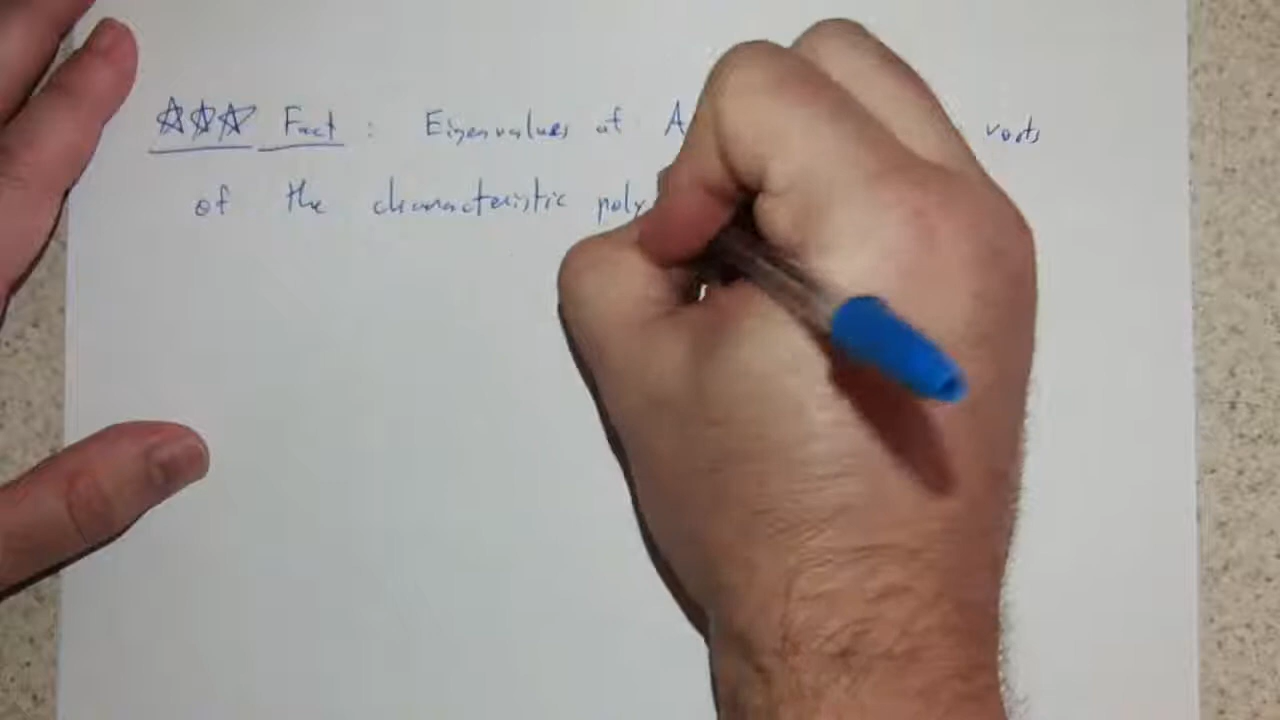 ☆☆☆ Fact : Eigenvalues of A roots
of the characteristic poly